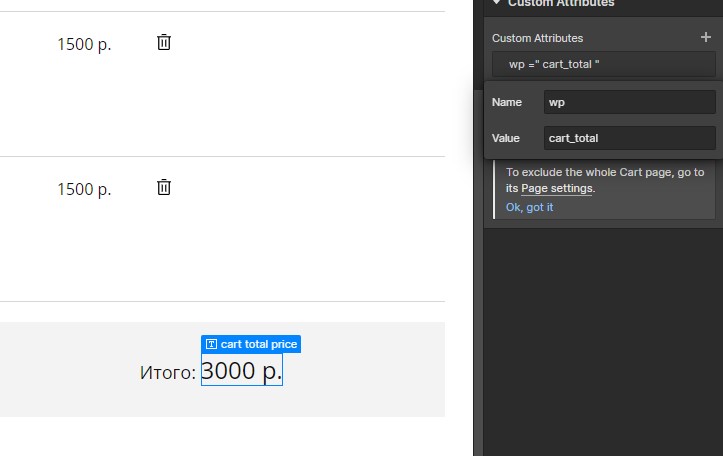 Custom Attributes
1500 р.
Custom Attributes +
wp =" cart_total "
Name wp
Value cart_total
To exclude the whole Cart page, go to
its Page settings.
Ok, got it
1500 р.
cart total price
Итого: 3000 р.